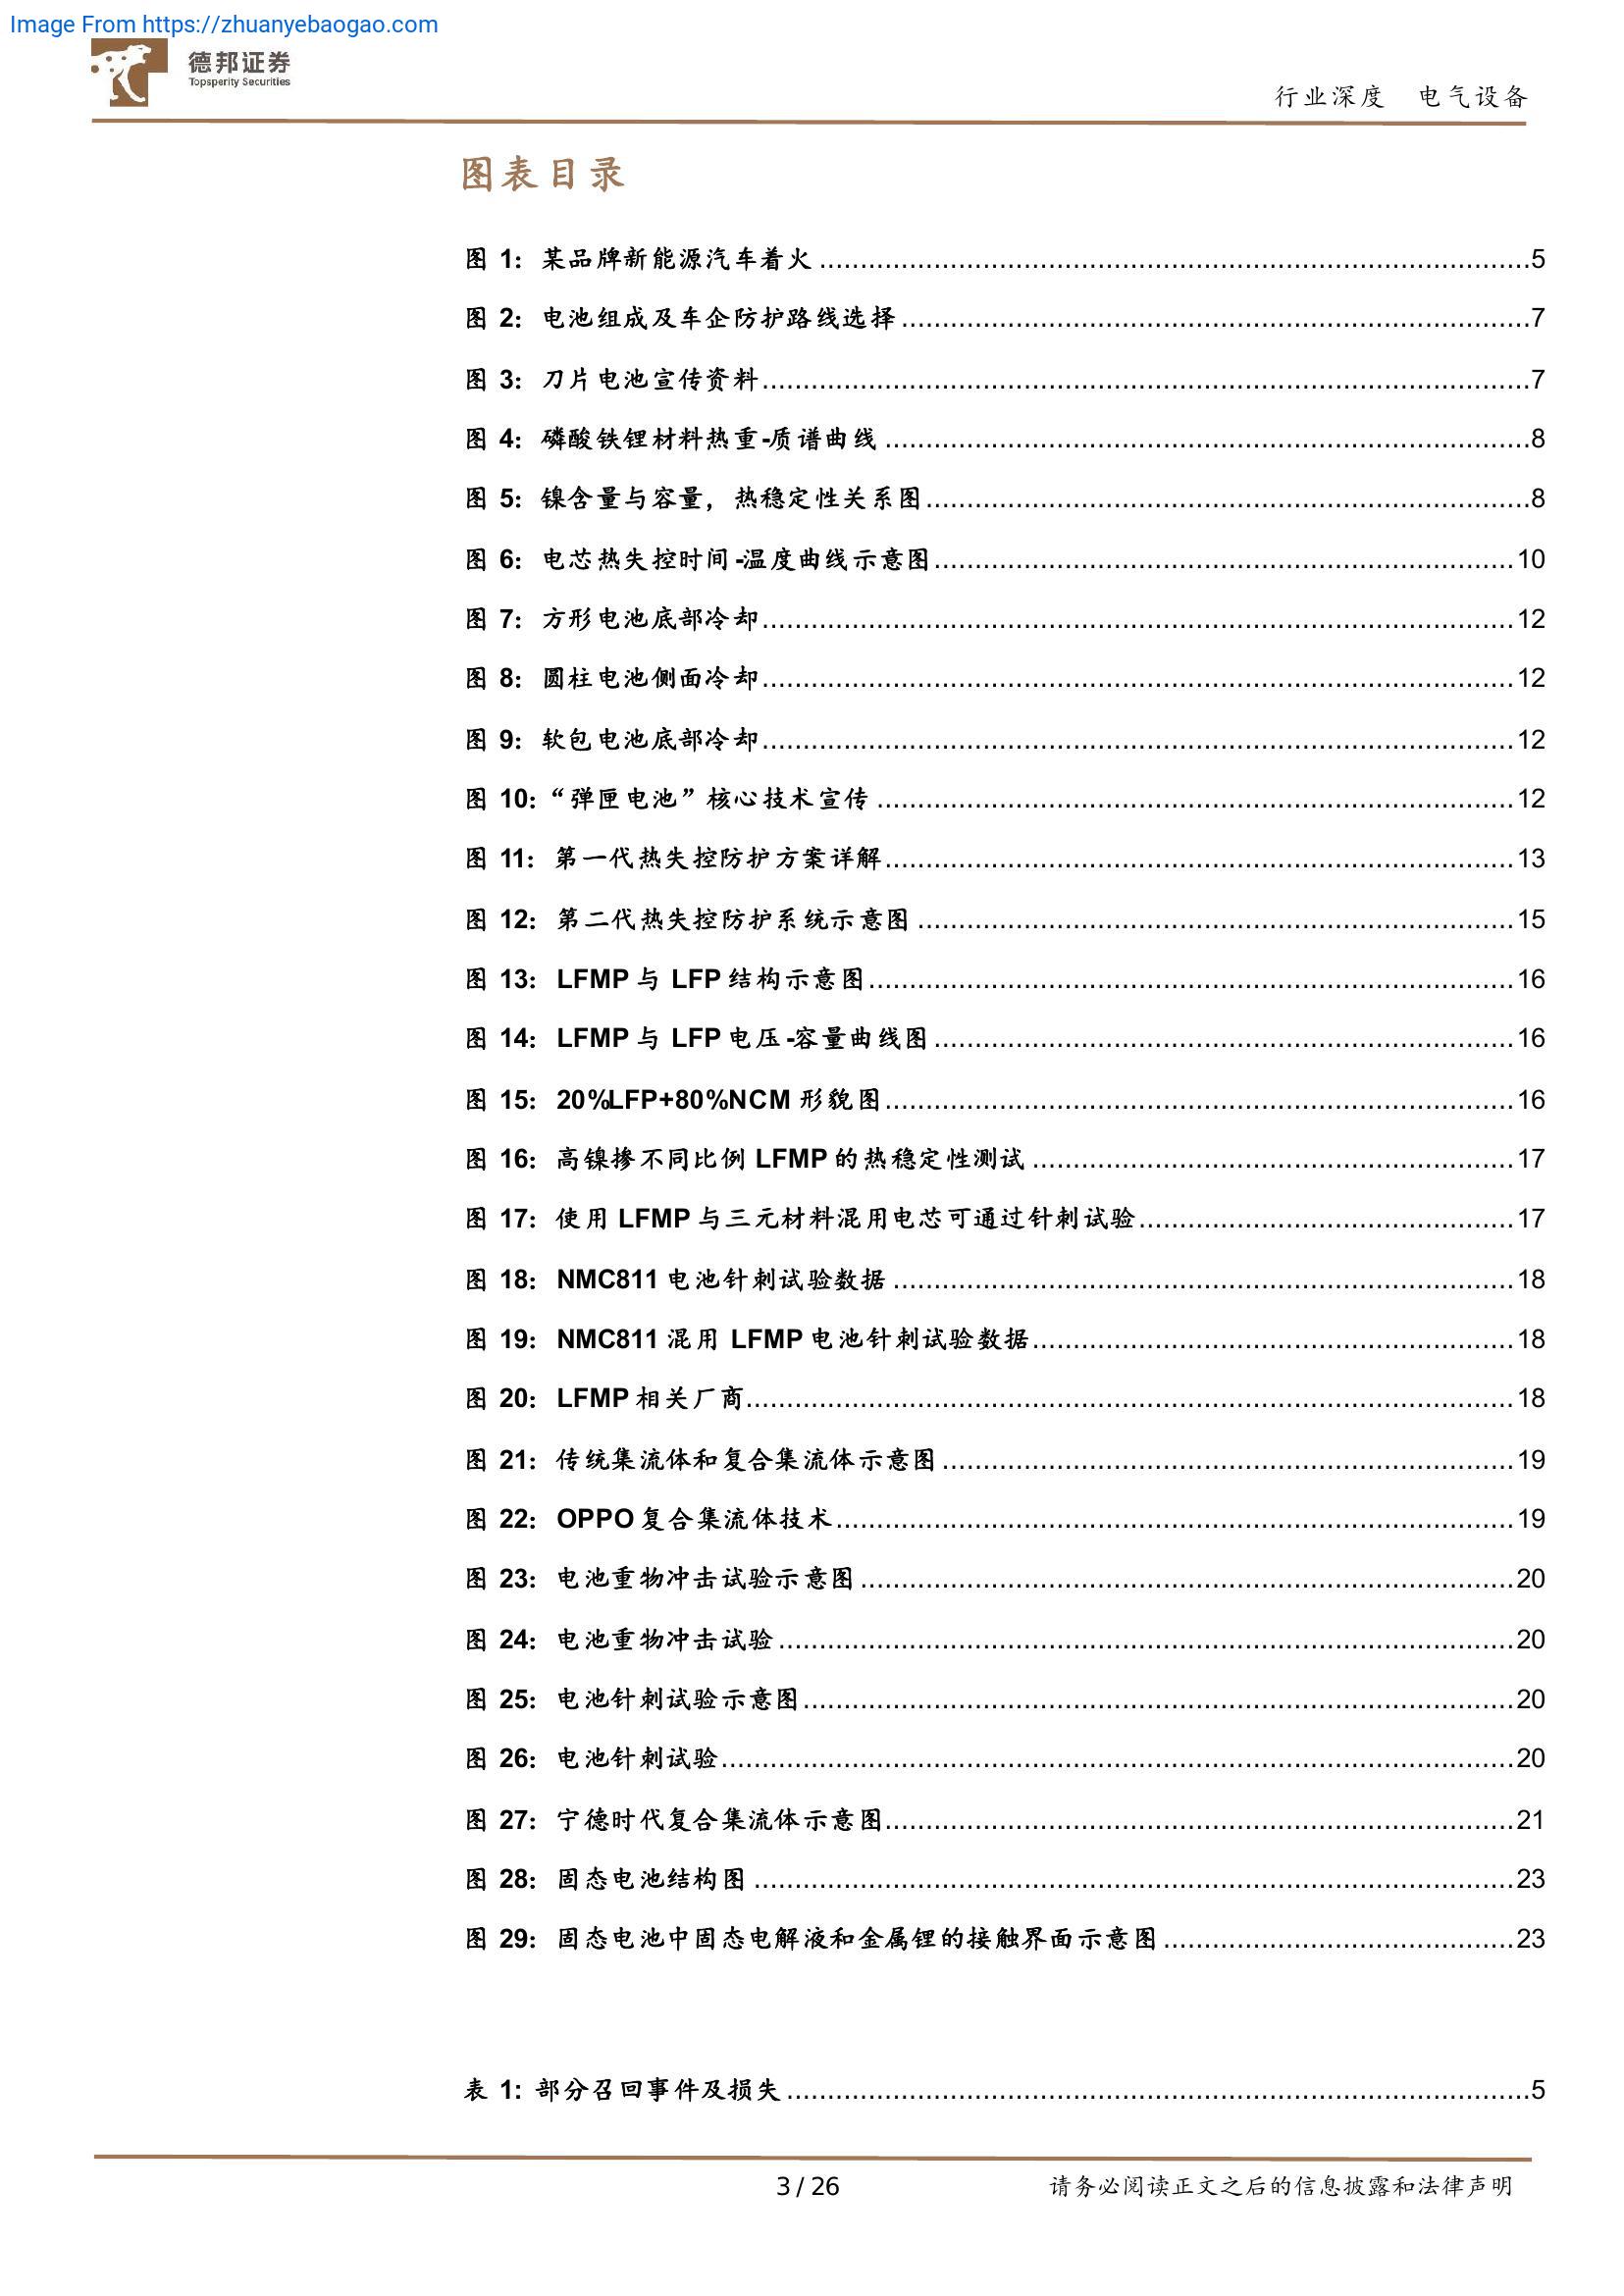 Image From https://zhuanyebaogao.com
德邦证券
Topsperity Securities
行业深度 电气设备
图表目录
图 1：某品牌新能源汽车着火 5
图 2：电池组成及车企防护路线选择 7
图 3：刀片电池宣传资料 7
图 4：磷酸铁锂材料热重-质谱曲线 8
图 5：镍含量与容量，热稳定性关系图 8
图 6：电芯热失控时间-温度曲线示意图 10
图 7：方形电池底部冷却 12
图 8：圆柱电池侧面冷却 12
图 9：软包电池底部冷却 12
图 10：“弹匣电池”核心技术宣传 12
图 11：第一代热失控防护方案详解 13
图 12：第二代热失控防护系统示意图 15
图 13：LFMP 与 LFP 结构示意图 16
图 14：LFMP 与 LFP 电压-容量曲线图 16
图 15：20%LFP+80%NCM 形貌图 16
图 16：高镍掺不同比例 LFMP 的热稳定性测试 17
图 17：使用 LFMP 与三元材料混用电芯可通过针刺试验 17
图 18：NMC811 电池针刺试验数据 18
图 19：NMC811 混用 LFMP 电池针刺试验数据 18
图 20：LFMP 相关厂商 18
图 21：传统集流体和复合集流体示意图 19
图 22：OPPO 复合集流体技术 19
图 23：电池重物冲击试验示意图 20
图 24：电池重物冲击试验 20
图 25：电池针刺试验示意图 20
图 26：电池针刺试验 20
图 27：宁德时代复合集流体示意图 21
图 28：固态电池结构图 23
图 29：固态电池中固态电解液和金属锂的接触界面示意图 23
表 1：部分召回事件及损失 5
3 / 26
请务必阅读正文之后的信息披露和法律声明